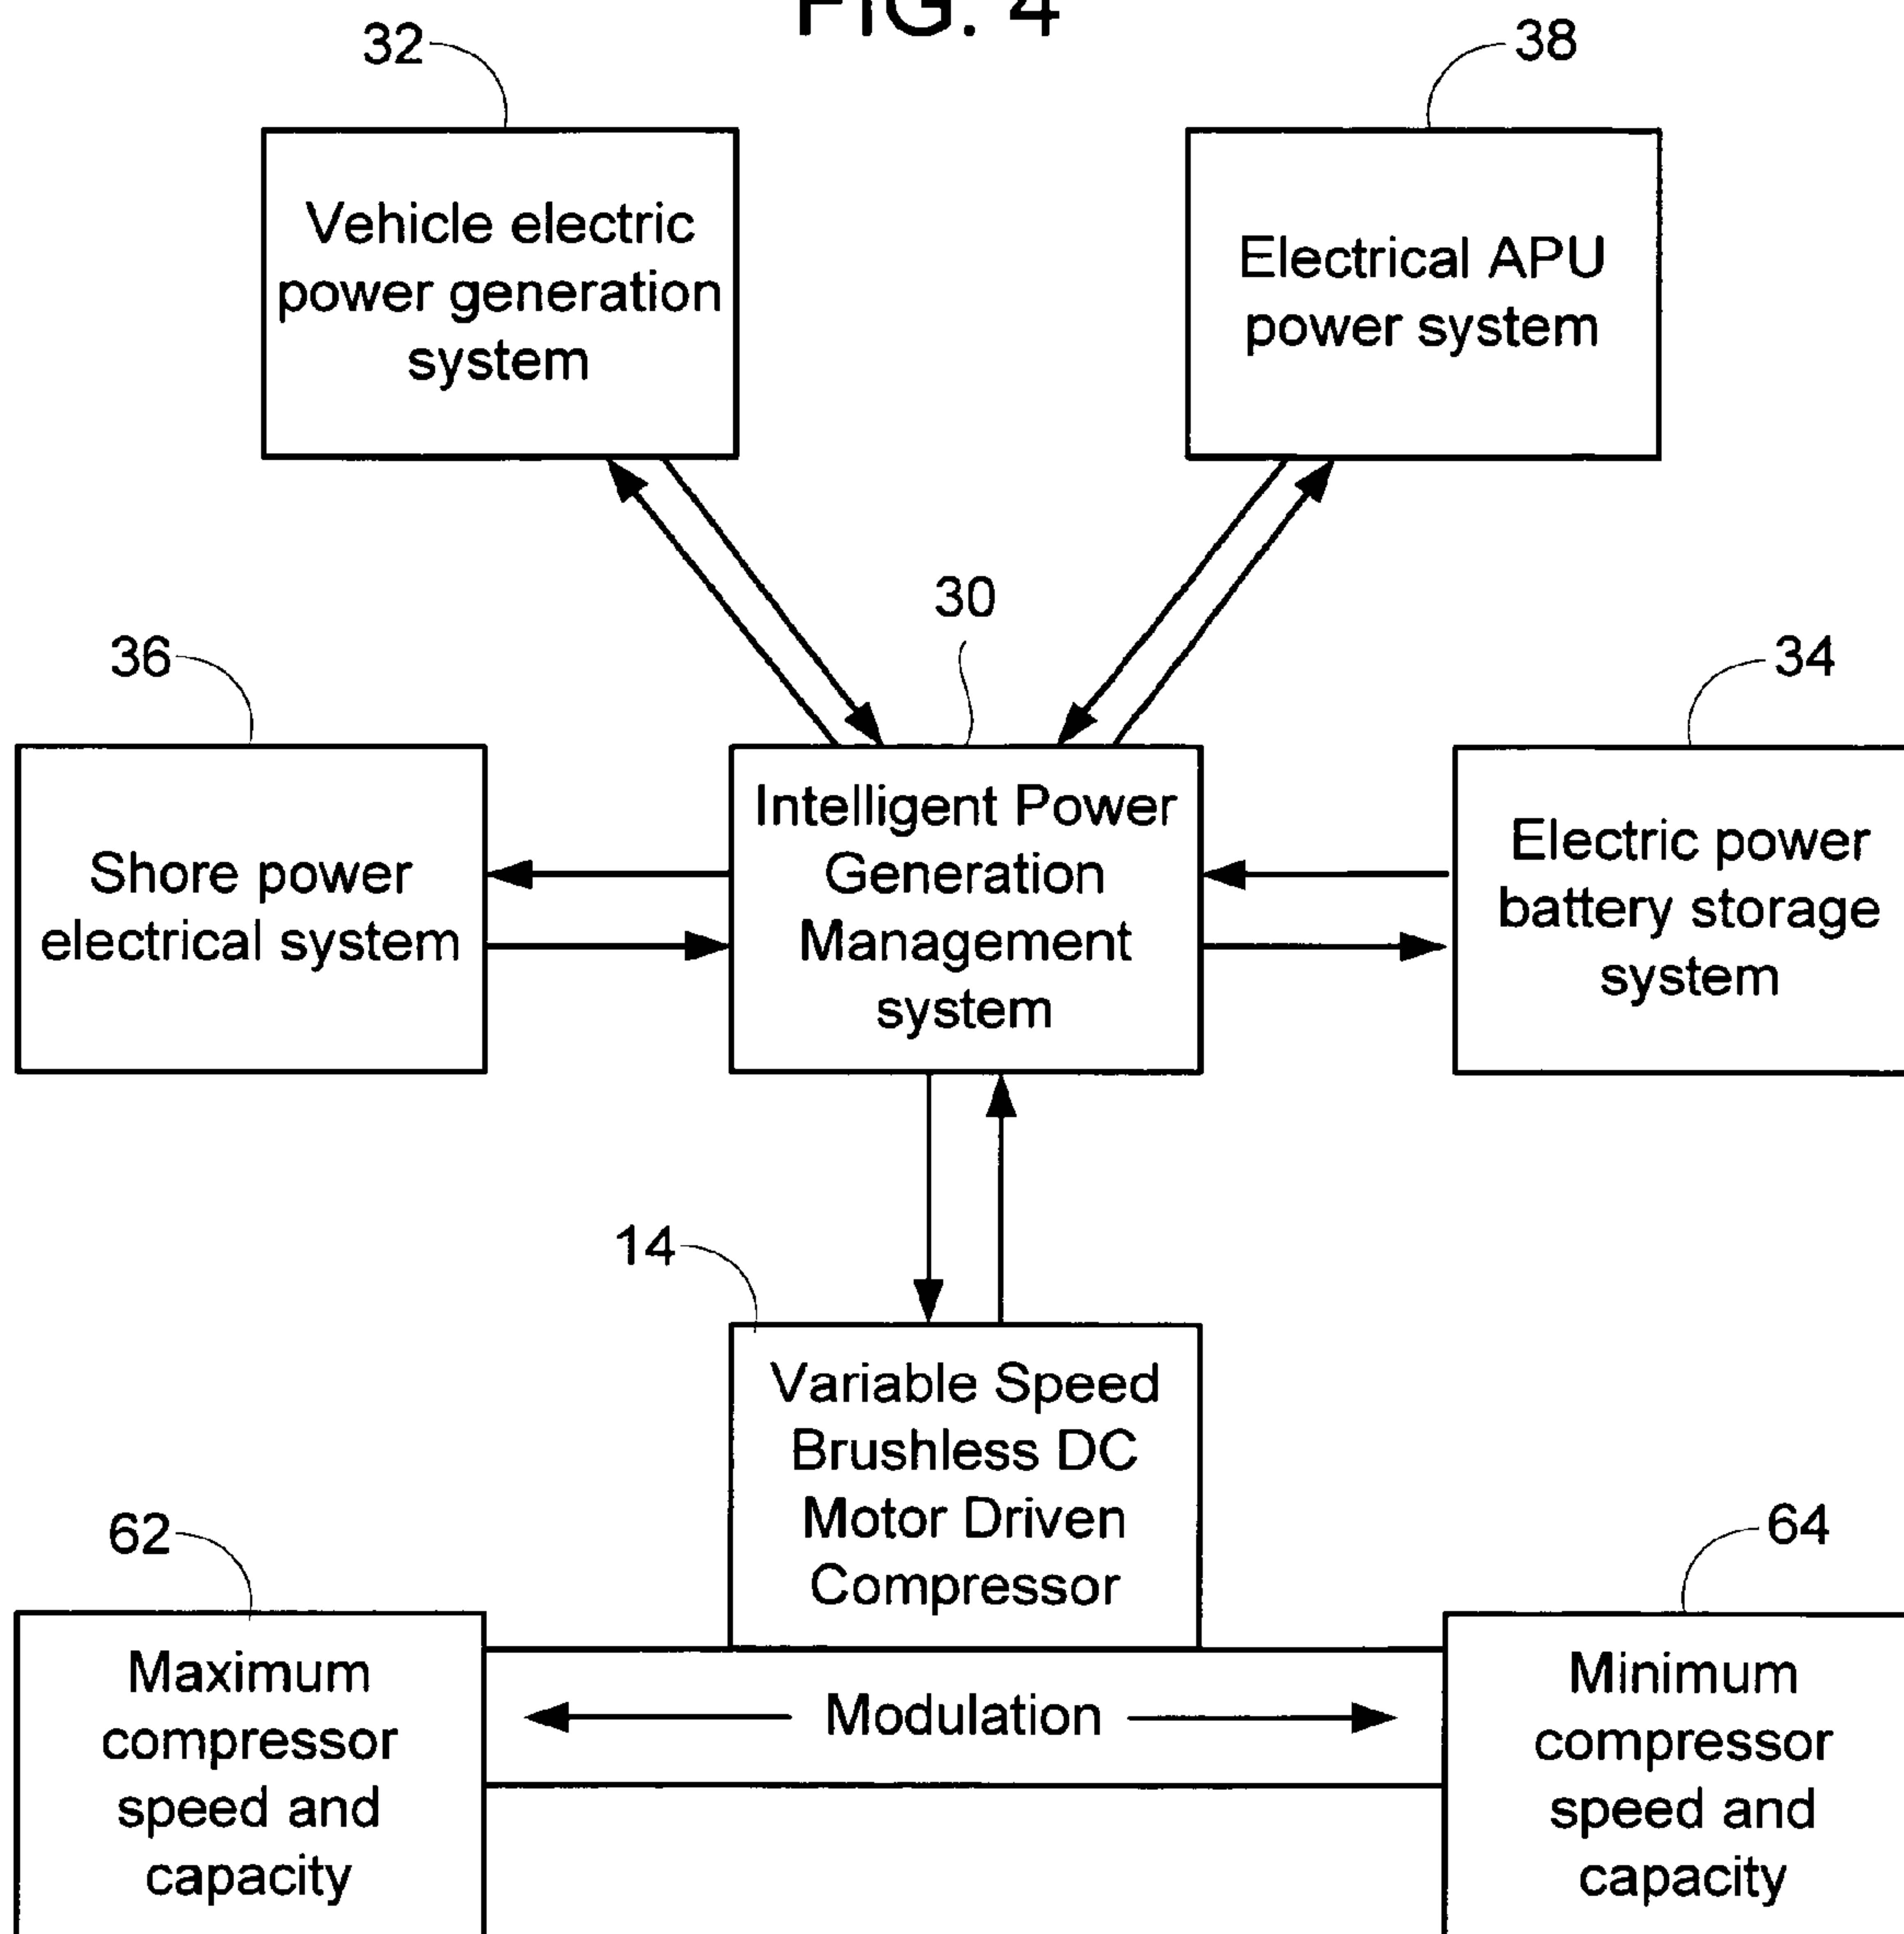 FIG. 4
32
38
Vehicle electric
power generation
system
Electrical APU
power system
30
36
34
Shore power
electrical system
Intelligent Power
Generation
Management
system
Electric power
battery storage
system
14
Variable Speed
Brushless DC
Motor Driven
Compressor
62
64
Maximum
compressor
speed and
capacity
Modulation
Minimum
compressor
speed and
capacity